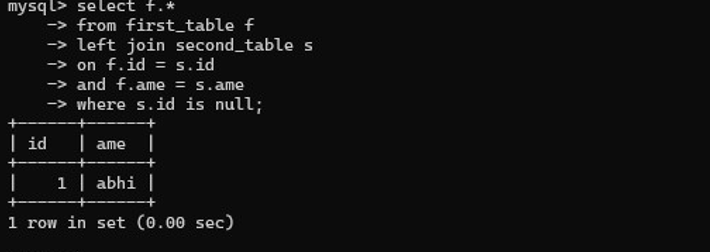 mysql> select f.*
    -> from first_table f
    -> left join second_table s
    -> on f.id = s.id
    -> and f.ame = s.ame
    -> where s.id is null;
+------+------+
| id   | ame  |
+------+------+
|    1 | abhi |
+------+------+
1 row in set (0.00 sec)